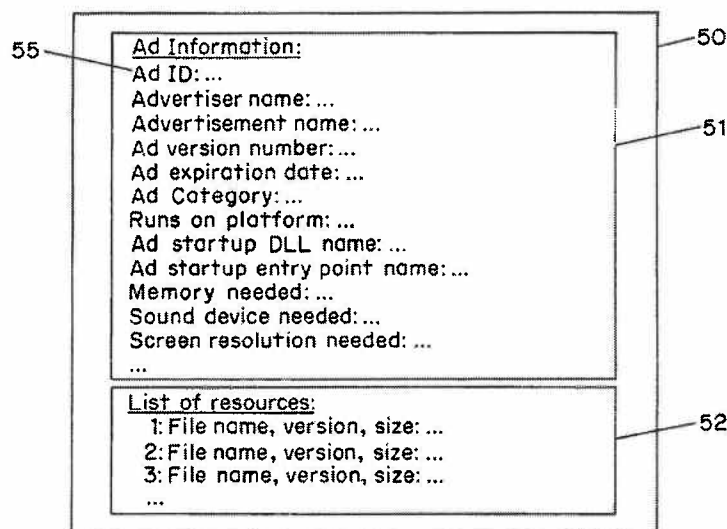 50
55
Ad Information:
Ad ID: ...
Advertiser name: ...
Advertisement name: ...
51
Ad version number: ...
Ad expiration date: ...
Ad Category: ...
Runs on platform: ...
Ad startup DLL name: ...
Ad startup entry point name: ...
Memory needed: ...
Sound device needed: ...
Screen resolution needed: ...
...
List of resources:
1: File name, version, size: ...
52
2: File name, version, size: ...
3: File name, version, size: ...
...